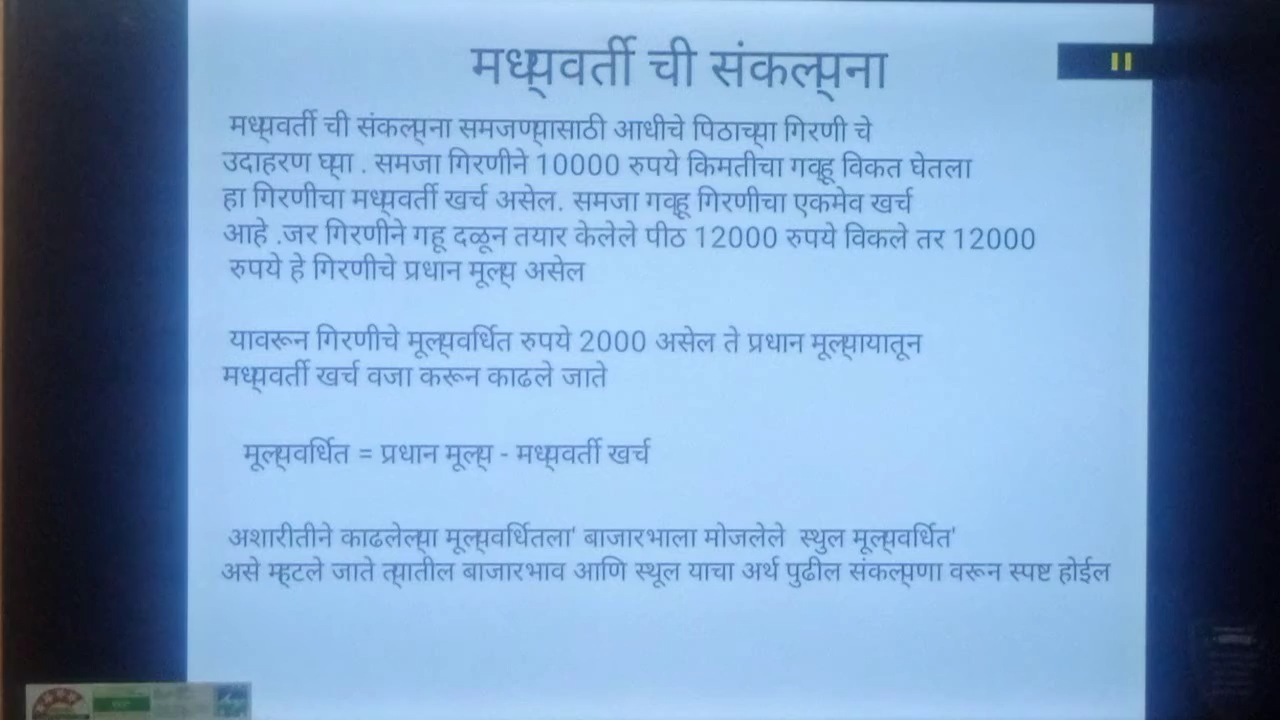 मध्यवर्ती ची संकल्पना
मध्यवर्ती ची संकल्पना समजण्यासाठी आधीचे पिठाच्या गिरणी चे
उदाहरण घ्या . समजा गिरणीने 10000 रुपये किमतीचा गव्हू विकत घेतला
हा गिरणीचा मध्यवर्ती खर्च असेल. समजा गव्हू गिरणीचा एकमेव खर्च
आहे .जर गिरणीने गहू दळून तयार केलेले पीठ 12000 रुपये विकले तर 12000
रुपये हे गिरणीचे प्रधान मूल्य असेल
यावरून गिरणीचे मूल्यवर्धित रुपये 2000 असेल ते प्रधान मूल्यायातून
मध्यवर्ती खर्च वजा करून काढले जाते
मूल्यवर्धित = प्रधान मूल्य - मध्यवर्ती खर्च
अशारीतीने काढलेल्या मूल्यवर्धितला' बाजारभाला मोजलेले स्थुल मूल्यवर्धित'
असे म्हटले जाते त्यातील बाजारभाव आणि स्थूल याचा अर्थ पुढील संकल्पणा वरून स्पष्ट होईल